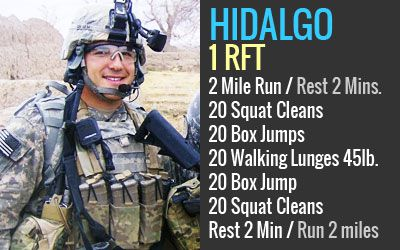 HIDALGO
1 RFT
2 Mile Run / Rest 2 Mins.
20 Squat Cleans
20 Box Jumps
20 Walking Lunges 45lb.
20 Box Jump
20 Squat Cleans
Rest 2 Min / Run 2 miles